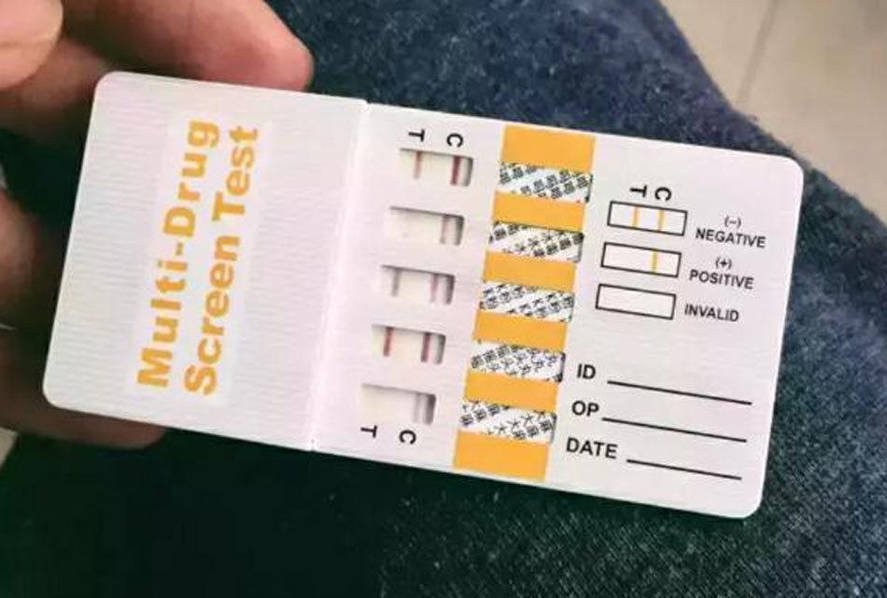 Multi-Drug
Screen Test
T C
T C
T C
(-)
NEGATIVE
(+)
POSITIVE
INVALID
ID
OP
DATE